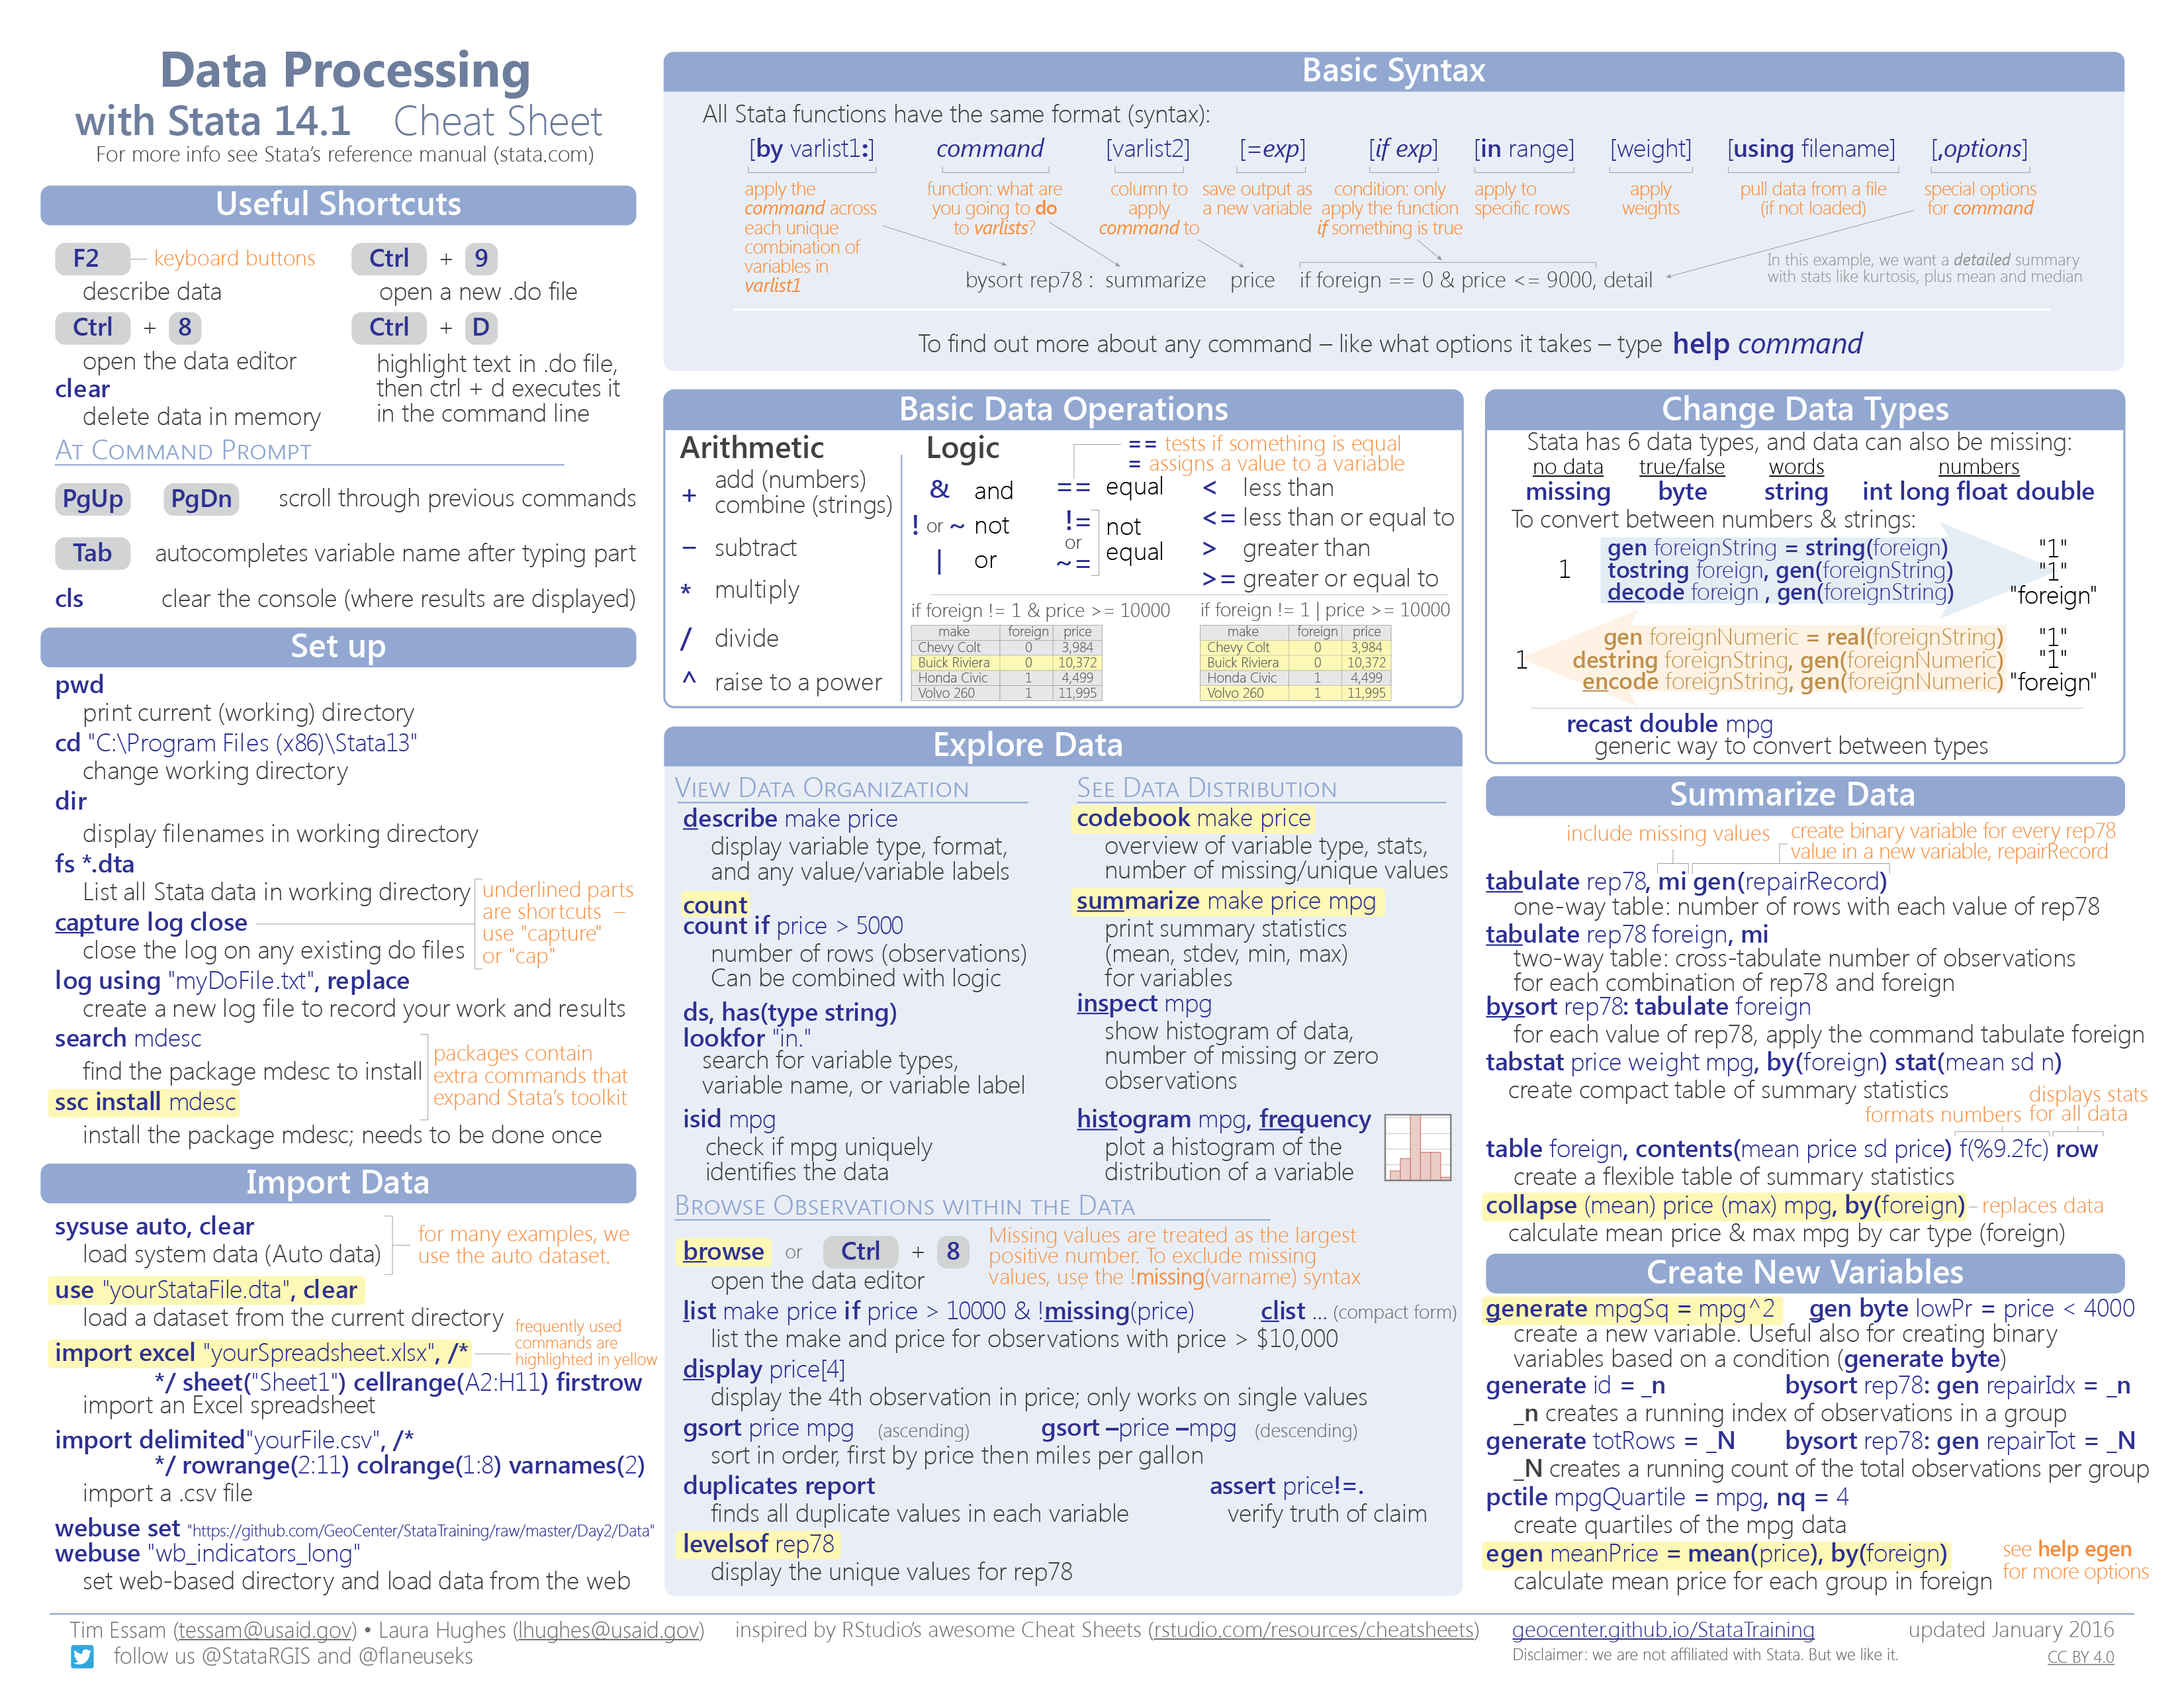 Data Processing
with Stata 14.1 Cheat Sheet
For more info see Stata's reference manual (stata.com)
Useful Shortcuts
F2 keyboard buttons
describe data
Ctrl + 9
open a new .do file
Ctrl + 8
open the data editor
Ctrl + D
highlight text in .do file,
then ctrl + d executes it
in the command line
clear
delete data in memory
AT COMMAND PROMPT
PgUp PgDn scroll through previous commands
Tab autocompletes variable name after typing part
cls clear the console (where results are displayed)
Set up
pwd
print current (working) directory
cd "C:\Program Files (x86)\Stata13"
change working directory
dir
display filenames in working directory
fs *.dta
List all Stata data in working directory
capture log close
close the log on any existing do files
underlined parts
are shortcuts –
use "capture"
or "cap"
log using "myDoFile.txt", replace
create a new log file to record your work and results
search mdesc
find the package mdesc to install
ssc install mdesc
install the package mdesc; needs to be done once
packages contain
extra commands that
expand Stata's toolkit
Import Data
sysuse auto, clear
load system data (Auto data)
for many examples, we
use the auto dataset.
use "yourStataFile.dta", clear
load a dataset from the current directory
frequently used
commands are
highlighted in yellow
import excel "yourSpreadsheet.xlsx", /*
*/ sheet("Sheet1") cellrange(A2:H11) firstrow
import an Excel spreadsheet
import delimited"yourFile.csv", /*
*/ rowrange(2:11) colrange(1:8) varnames(2)
import a .csv file
webuse set "https://github.com/GeoCenter/StataTraining/raw/master/Day2/Data"
webuse "wb_indicators_long"
set web-based directory and load data from the web
Basic Syntax
All Stata functions have the same format (syntax):
[by varlist1:] command [varlist2] [=exp] [if exp] [in range] [weight] [using filename] [,options]
apply the
command across
each unique
combination of
variables in
varlist1
function: what are
you going to do
to varlists?
column to
apply
command to
save output as
a new variable
condition: only
apply the function
if something is true
apply to
specific rows
apply
weights
pull data from a file
(if not loaded)
special options
for command
bysort rep78 : summarize price if foreign == 0 & price <= 9000, detail
In this example, we want a detailed summary
with stats like kurtosis, plus mean and median
To find out more about any command – like what options it takes – type help command
Basic Data Operations
Arithmetic
+ add (numbers)
combine (strings)
− subtract
* multiply
/ divide
^ raise to a power
Logic
== tests if something is equal
= assigns a value to a variable
& and
! or ~ not
| or
== equal
!= or ~= not equal
< less than
<= less than or equal to
> greater than
>= greater or equal to
if foreign != 1 & price >= 10000
make foreign price
Chevy Colt 0 3,984
Buick Riviera 0 10,372
Honda Civic 1 4,499
Volvo 260 1 11,995
if foreign != 1 | price >= 10000
make foreign price
Chevy Colt 0 3,984
Buick Riviera 0 10,372
Honda Civic 1 4,499
Volvo 260 1 11,995
Explore Data
VIEW DATA ORGANIZATION
describe make price
display variable type, format,
and any value/variable labels
count
count if price > 5000
number of rows (observations)
Can be combined with logic
ds, has(type string)
lookfor "in."
search for variable types,
variable name, or variable label
isid mpg
check if mpg uniquely
identifies the data
SEE DATA DISTRIBUTION
codebook make price
overview of variable type, stats,
number of missing/unique values
summarize make price mpg
print summary statistics
(mean, stdev, min, max)
for variables
inspect mpg
show histogram of data,
number of missing or zero
observations
histogram mpg, frequency
plot a histogram of the
distribution of a variable
BROWSE OBSERVATIONS WITHIN THE DATA
browse or Ctrl + 8
open the data editor
Missing values are treated as the largest
positive number. To exclude missing
values, use the !missing(varname) syntax
list make price if price > 10000 & !missing(price) clist ... (compact form)
list the make and price for observations with price > $10,000
display price[4]
display the 4th observation in price; only works on single values
gsort price mpg (ascending) gsort –price –mpg (descending)
sort in order, first by price then miles per gallon
duplicates report
finds all duplicate values in each variable
assert price!=.
verify truth of claim
levelsof rep78
display the unique values for rep78
Change Data Types
Stata has 6 data types, and data can also be missing:
no data true/false words numbers
missing byte string int long float double
To convert between numbers & strings:
1
gen foreignString = string(foreign) "1"
tostring foreign, gen(foreignString) "1"
decode foreign , gen(foreignString) "foreign"
1
gen foreignNumeric = real(foreignString) "1"
destring foreignString, gen(foreignNumeric) "1"
encode foreignString, gen(foreignNumeric) "foreign"
recast double mpg
generic way to convert between types
Summarize Data
include missing values
create binary variable for every rep78
value in a new variable, repairRecord
tabulate rep78, mi gen(repairRecord)
one-way table: number of rows with each value of rep78
tabulate rep78 foreign, mi
two-way table: cross-tabulate number of observations
for each combination of rep78 and foreign
bysort rep78: tabulate foreign
for each value of rep78, apply the command tabulate foreign
tabstat price weight mpg, by(foreign) stat(mean sd n)
create compact table of summary statistics
formats numbers
displays stats
for all data
table foreign, contents(mean price sd price) f(%9.2fc) row
create a flexible table of summary statistics
collapse (mean) price (max) mpg, by(foreign) – replaces data
calculate mean price & max mpg by car type (foreign)
Create New Variables
generate mpgSq = mpg^2 gen byte lowPr = price < 4000
create a new variable. Useful also for creating binary
variables based on a condition (generate byte)
generate id = _n bysort rep78: gen repairIdx = _n
_n creates a running index of observations in a group
generate totRows = _N bysort rep78: gen repairTot = _N
_N creates a running count of the total observations per group
pctile mpgQuartile = mpg, nq = 4
create quartiles of the mpg data
egen meanPrice = mean(price), by(foreign)
calculate mean price for each group in foreign
see help egen
for more options
Tim Essam (tessam@usaid.gov) • Laura Hughes (lhughes@usaid.gov)
follow us @StataRGIS and @flaneuseks
inspired by RStudio's awesome Cheat Sheets (rstudio.com/resources/cheatsheets)
geocenter.github.io/StataTraining
Disclaimer: we are not affiliated with Stata. But we like it.
updated January 2016
CC BY 4.0